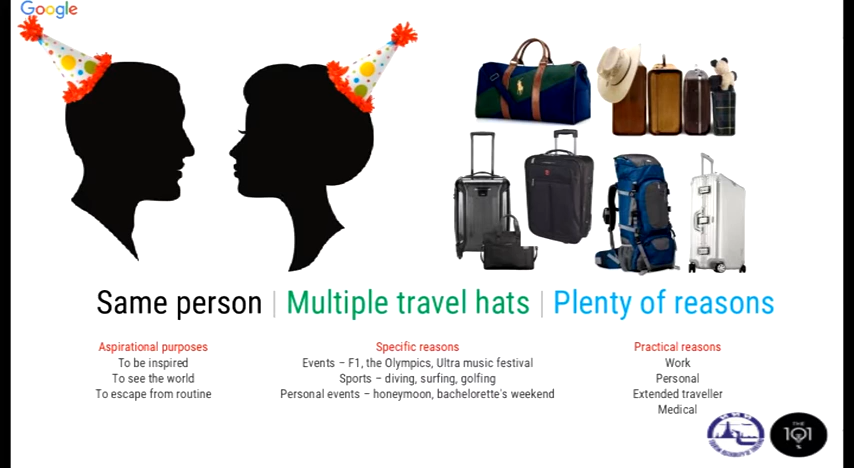 Google
Same person | Multiple travel hats | Plenty of reasons
Aspirational purposes
To be inspired
To see the world
To escape from routine
Specific reasons
Events – F1, the Olympics, Ultra music festival
Sports – diving, surfing, golfing
Personal events – honeymoon, bachelorette's weekend
Practical reasons
Work
Personal
Extended traveller
Medical
THE
101